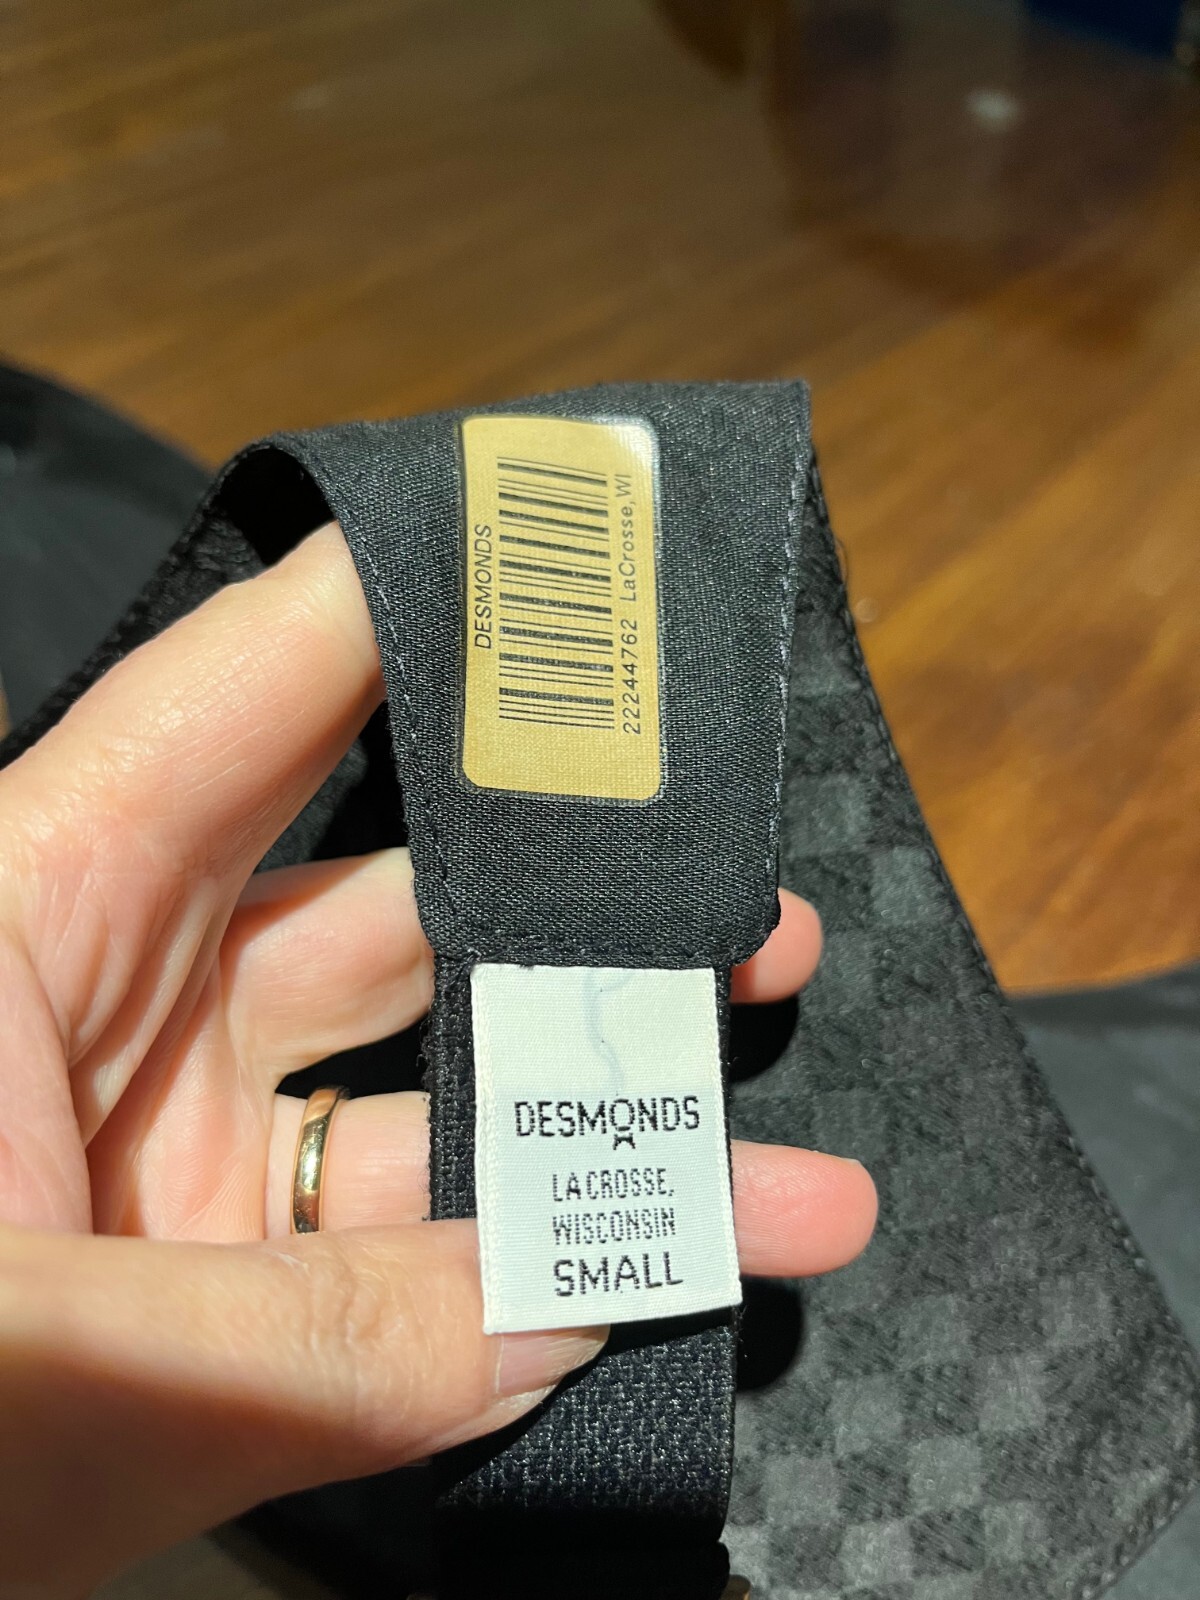 DESMONDS
22244762 LaCrosse, WI
DESMONDS
LA CROSSE,
WISCONSIN
SMALL